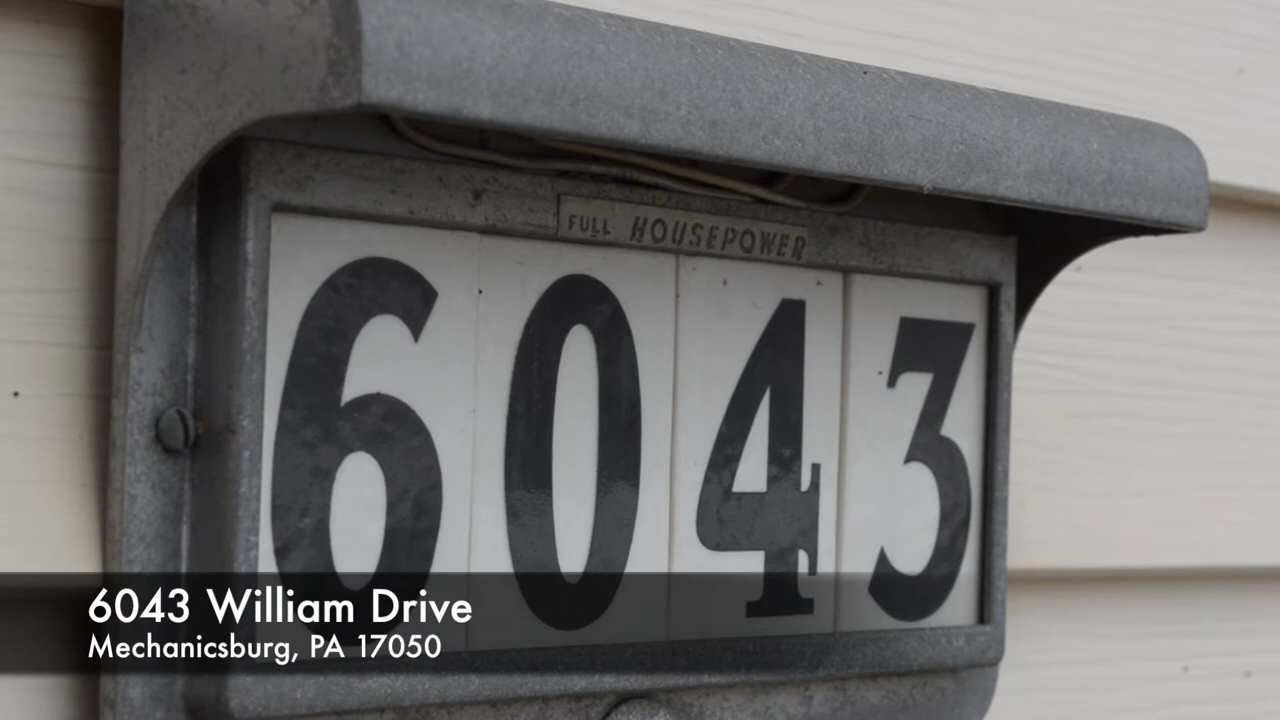 FULL HOUSEPOWER
6043
6043 William Drive
Mechanicsburg, PA 17050